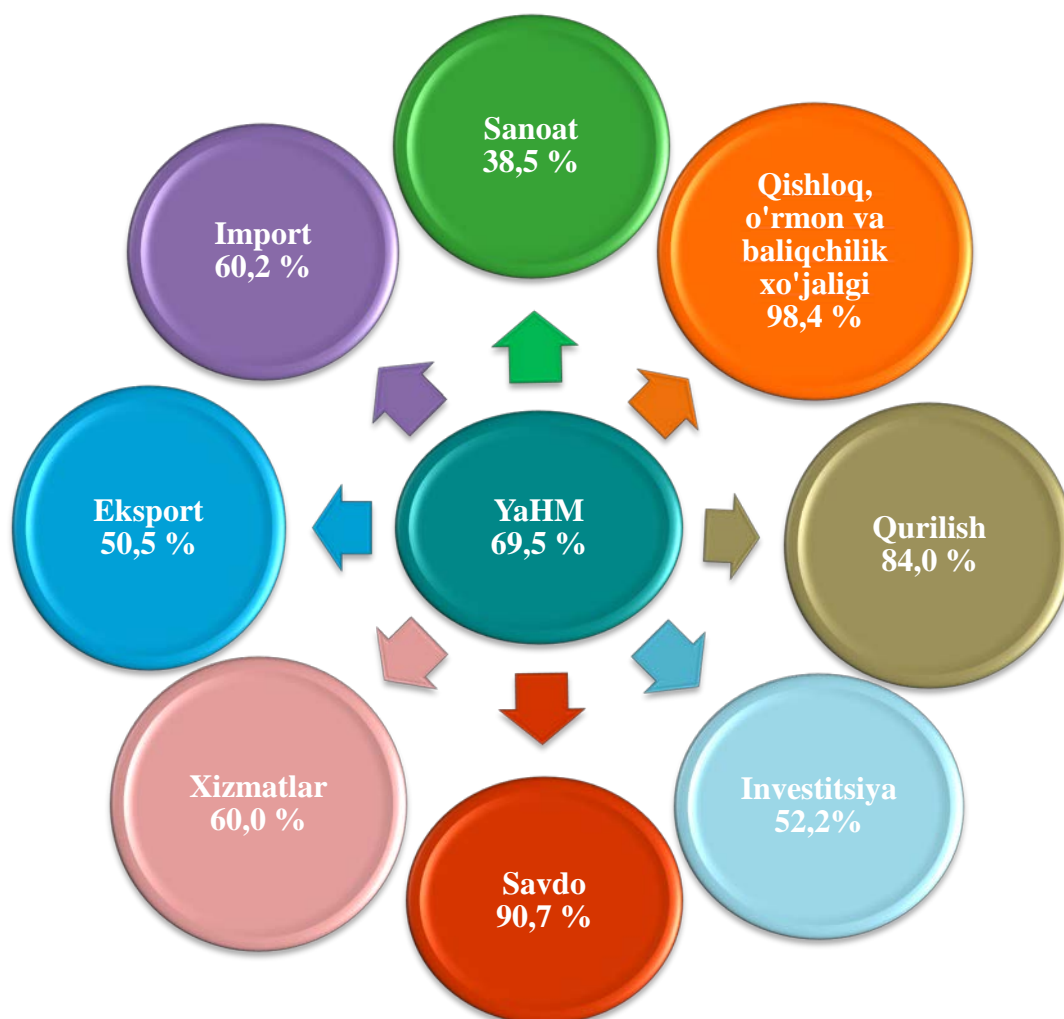 Sanoat
38,5 %
Qishloq,
o'rmon va
baliqchilik
xo'jaligi
98,4 %
Import
60,2 %
Eksport
50,5 %
YaHM
69,5 %
Qurilish
84,0 %
Xizmatlar
60,0 %
Investitsiya
52,2%
Savdo
90,7 %